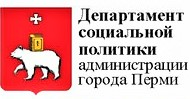 Департамент
социальной
политики
администрации
города Перми